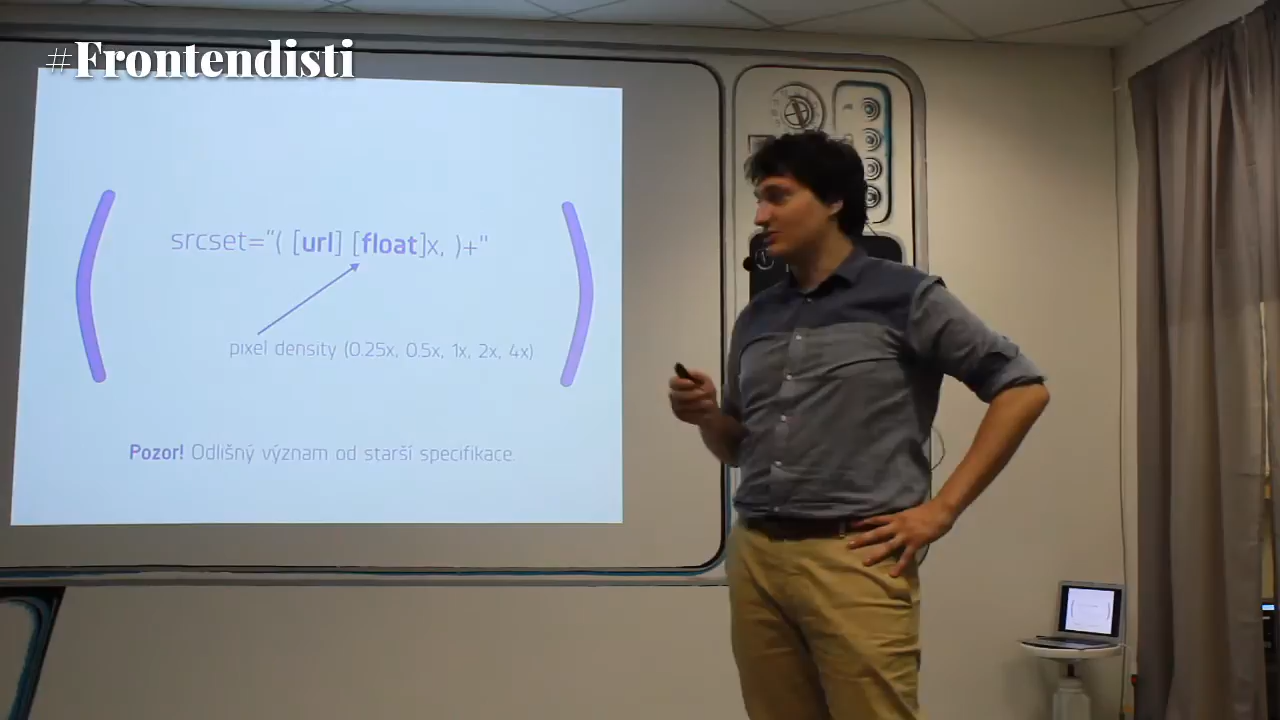 #Frontendisti
srcset="( [url] [float]x, )+"
pixel density (0.25x, 0.5x, 1x, 2x, 4x)
Pozor! Odlišný význam od starší specifikace.